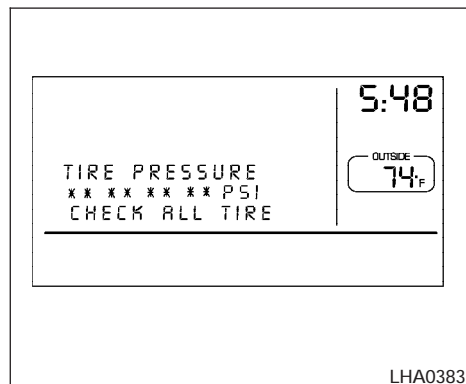 5:48
OUTSIDE
74°F
TIRE PRESSURE
** ** ** ** PSI
CHECK ALL TIRE
LHA0383